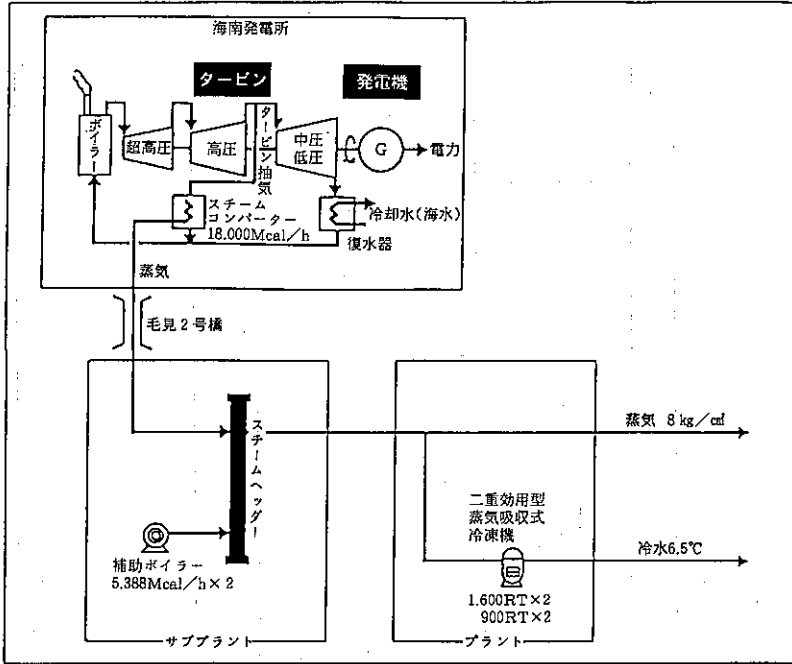 海南発電所
タービン
発電機
ボイラー
超高圧
高圧
タービン抽気
中圧
低圧
G
電力
スチーム
コンバーター
18.000Mcal/h
冷却水(海水)
復水器
蒸気
毛見2号橋
スチームヘッダー
補助ボイラー
5.388Mcal/h×2
サブプラント
蒸気 8kg/c㎡
二重効用型
蒸気吸収式
冷凍機
冷水6.5℃
1.600RT×2
900RT×2
プラント